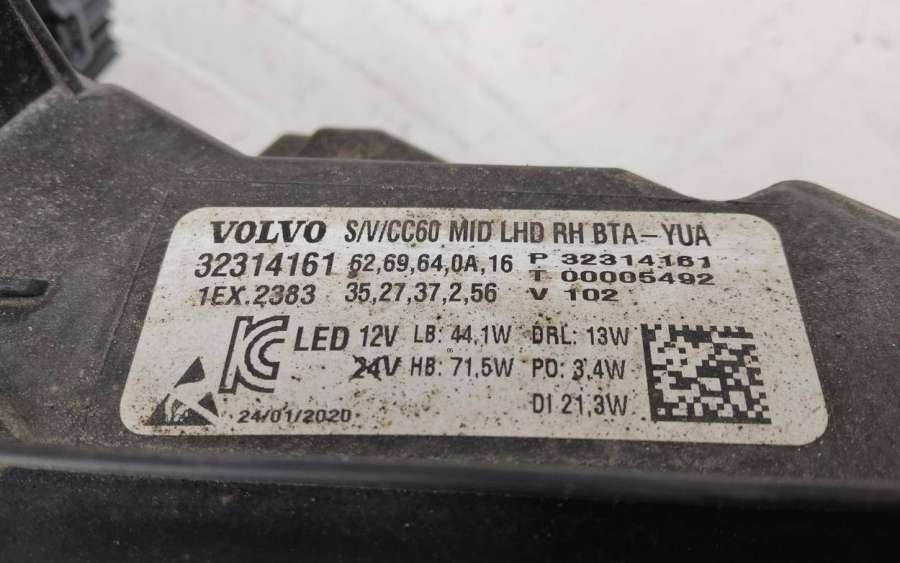 VOLVO S/V/CC60 MID LHD RH BTA-YUA
32314161 62,69,64,0A,16 P 32314161
T 00005492
1EX.2383 35,27,37,2,56 V 102
LED 12V LB: 44,1W DRL: 13W
24V HB: 71,5W PO: 3,4W
24/01/2020 DI 21,3W